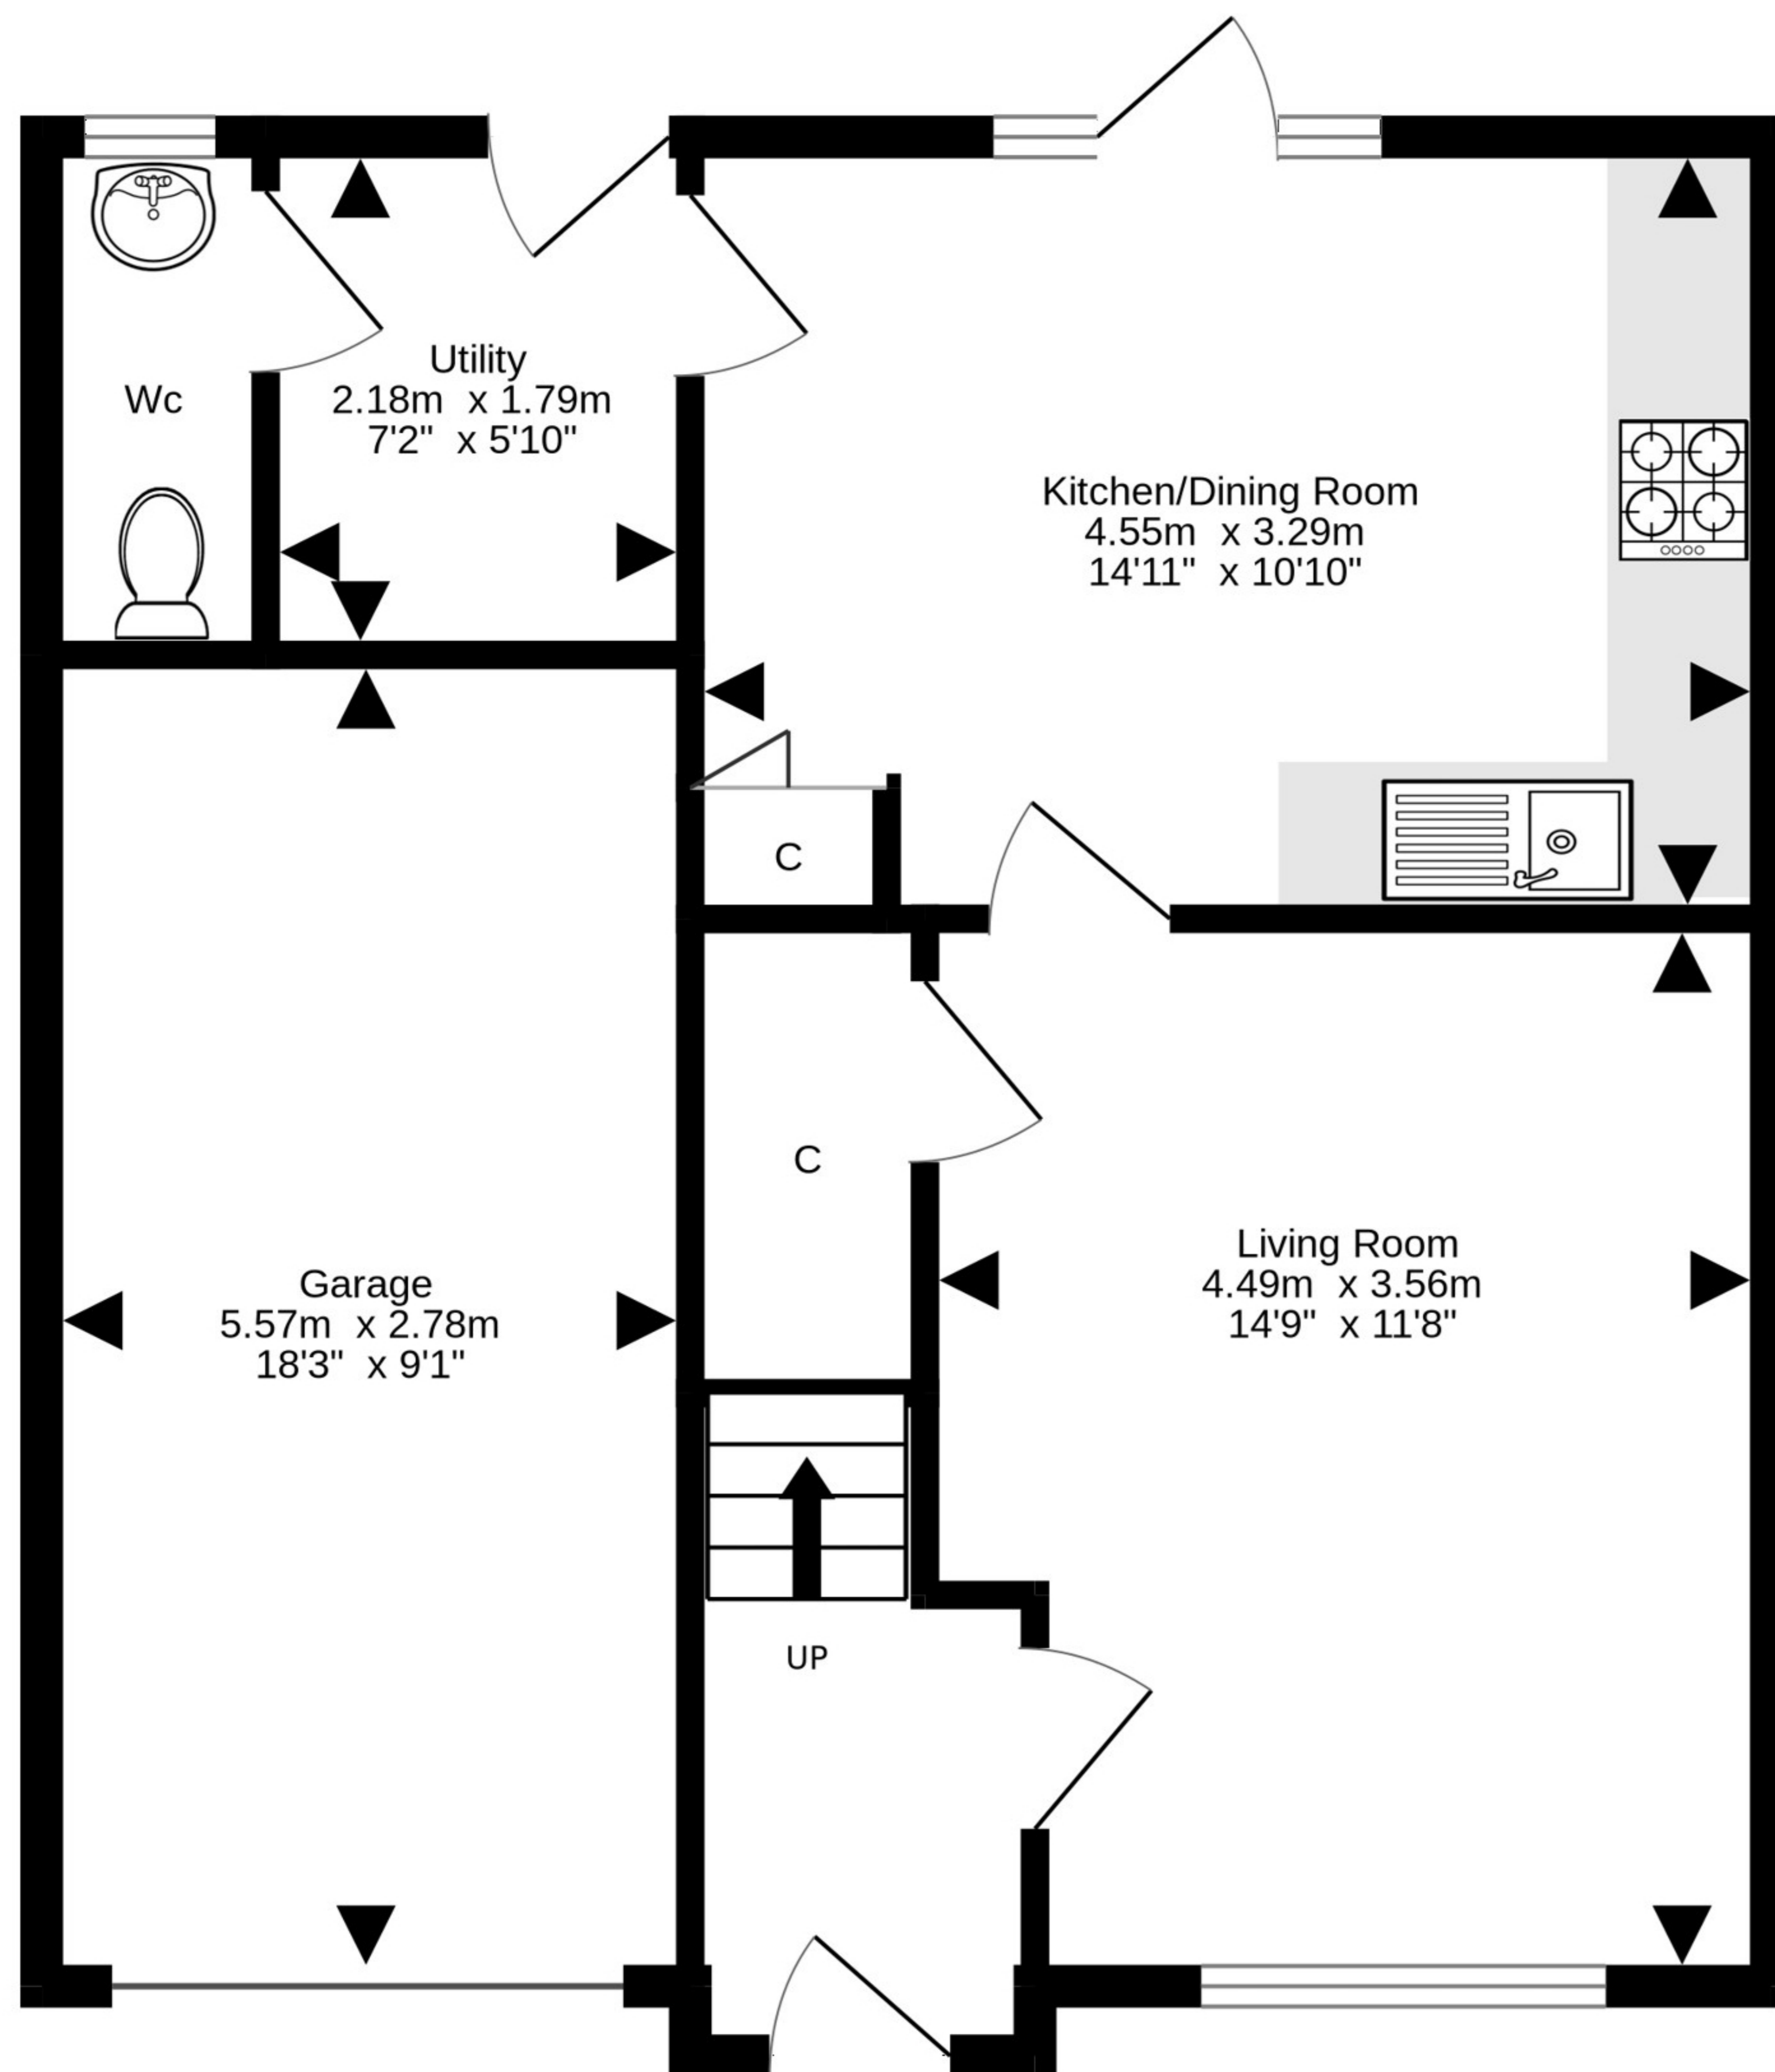 Utility
2.18m x 1.79m
7'2" x 5'10"
Wc
Kitchen/Dining Room
4.55m x 3.29m
14'11" x 10'10"
C
C
Living Room
4.49m x 3.56m
14'9" x 11'8"
Garage
5.57m x 2.78m
18'3" x 9'1"
UP